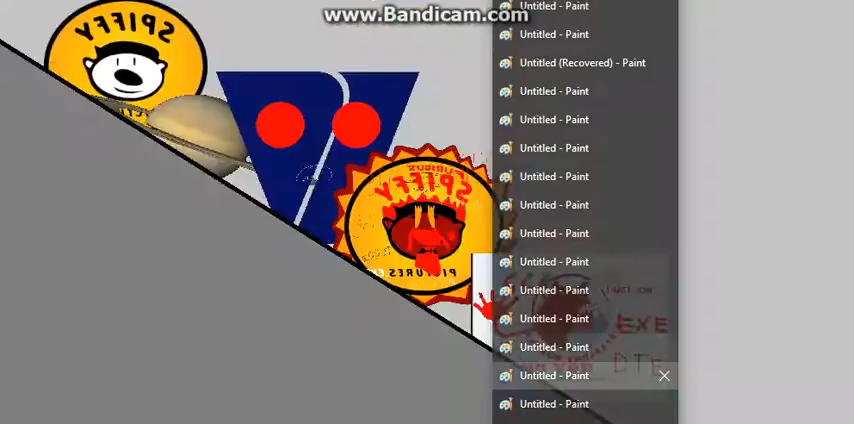 www.Bandicam.com
Untitled - Paint
Untitled - Paint
Untitled (Recovered) - Paint
Untitled - Paint
Untitled - Paint
Untitled - Paint
Untitled - Paint
Untitled - Paint
Untitled - Paint
Untitled - Paint
Untitled - Paint
Untitled - Paint
Untitled - Paint
Untitled - Paint
Untitled - Paint
SPIFFY
FURIOUS
SPIFFY
PICTURES
EXE
DTE